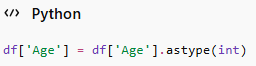 </> Python
df['Age'] = df['Age'].astype(int)